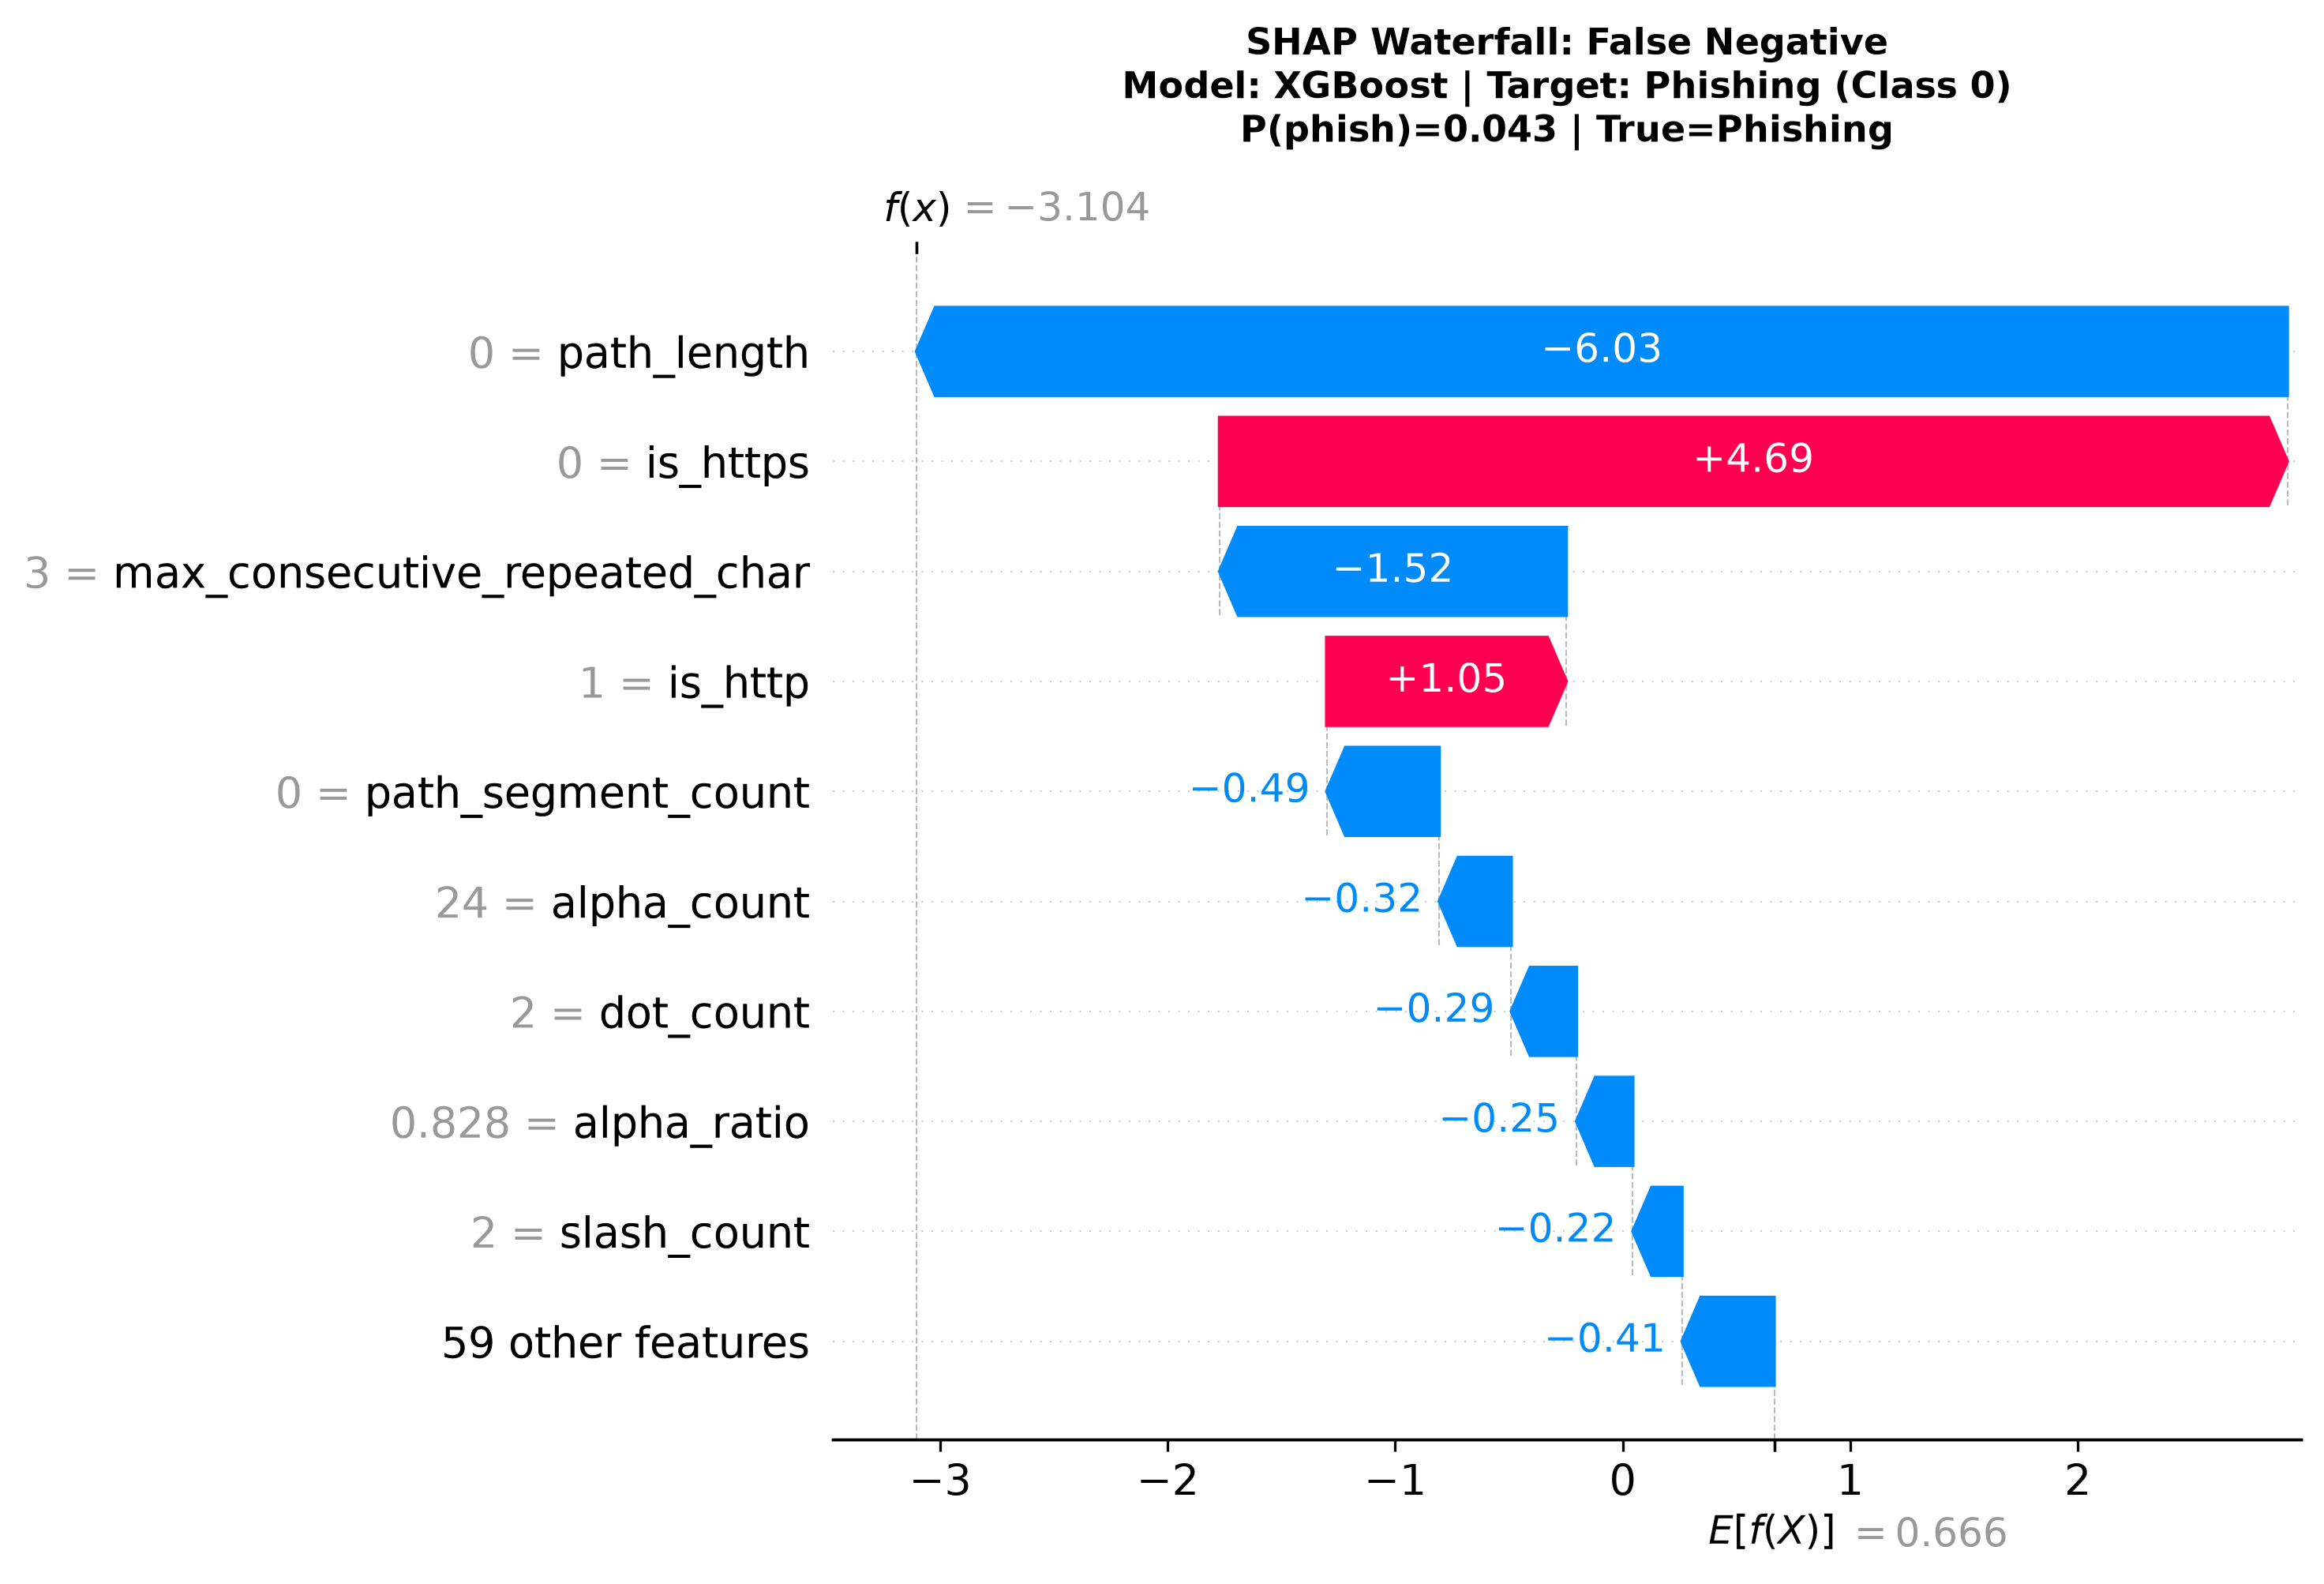 SHAP Waterfall: False Negative
Model: XGBoost | Target: Phishing (Class 0)
P(phish)=0.043 | True=Phishing
f(x) = −3.104
0 = path_length −6.03
0 = is_https +4.69
3 = max_consecutive_repeated_char −1.52
1 = is_http +1.05
0 = path_segment_count −0.49
24 = alpha_count −0.32
2 = dot_count −0.29
0.828 = alpha_ratio −0.25
2 = slash_count −0.22
59 other features −0.41
−3 −2 −1 0 1 2
E[f(X)] = 0.666